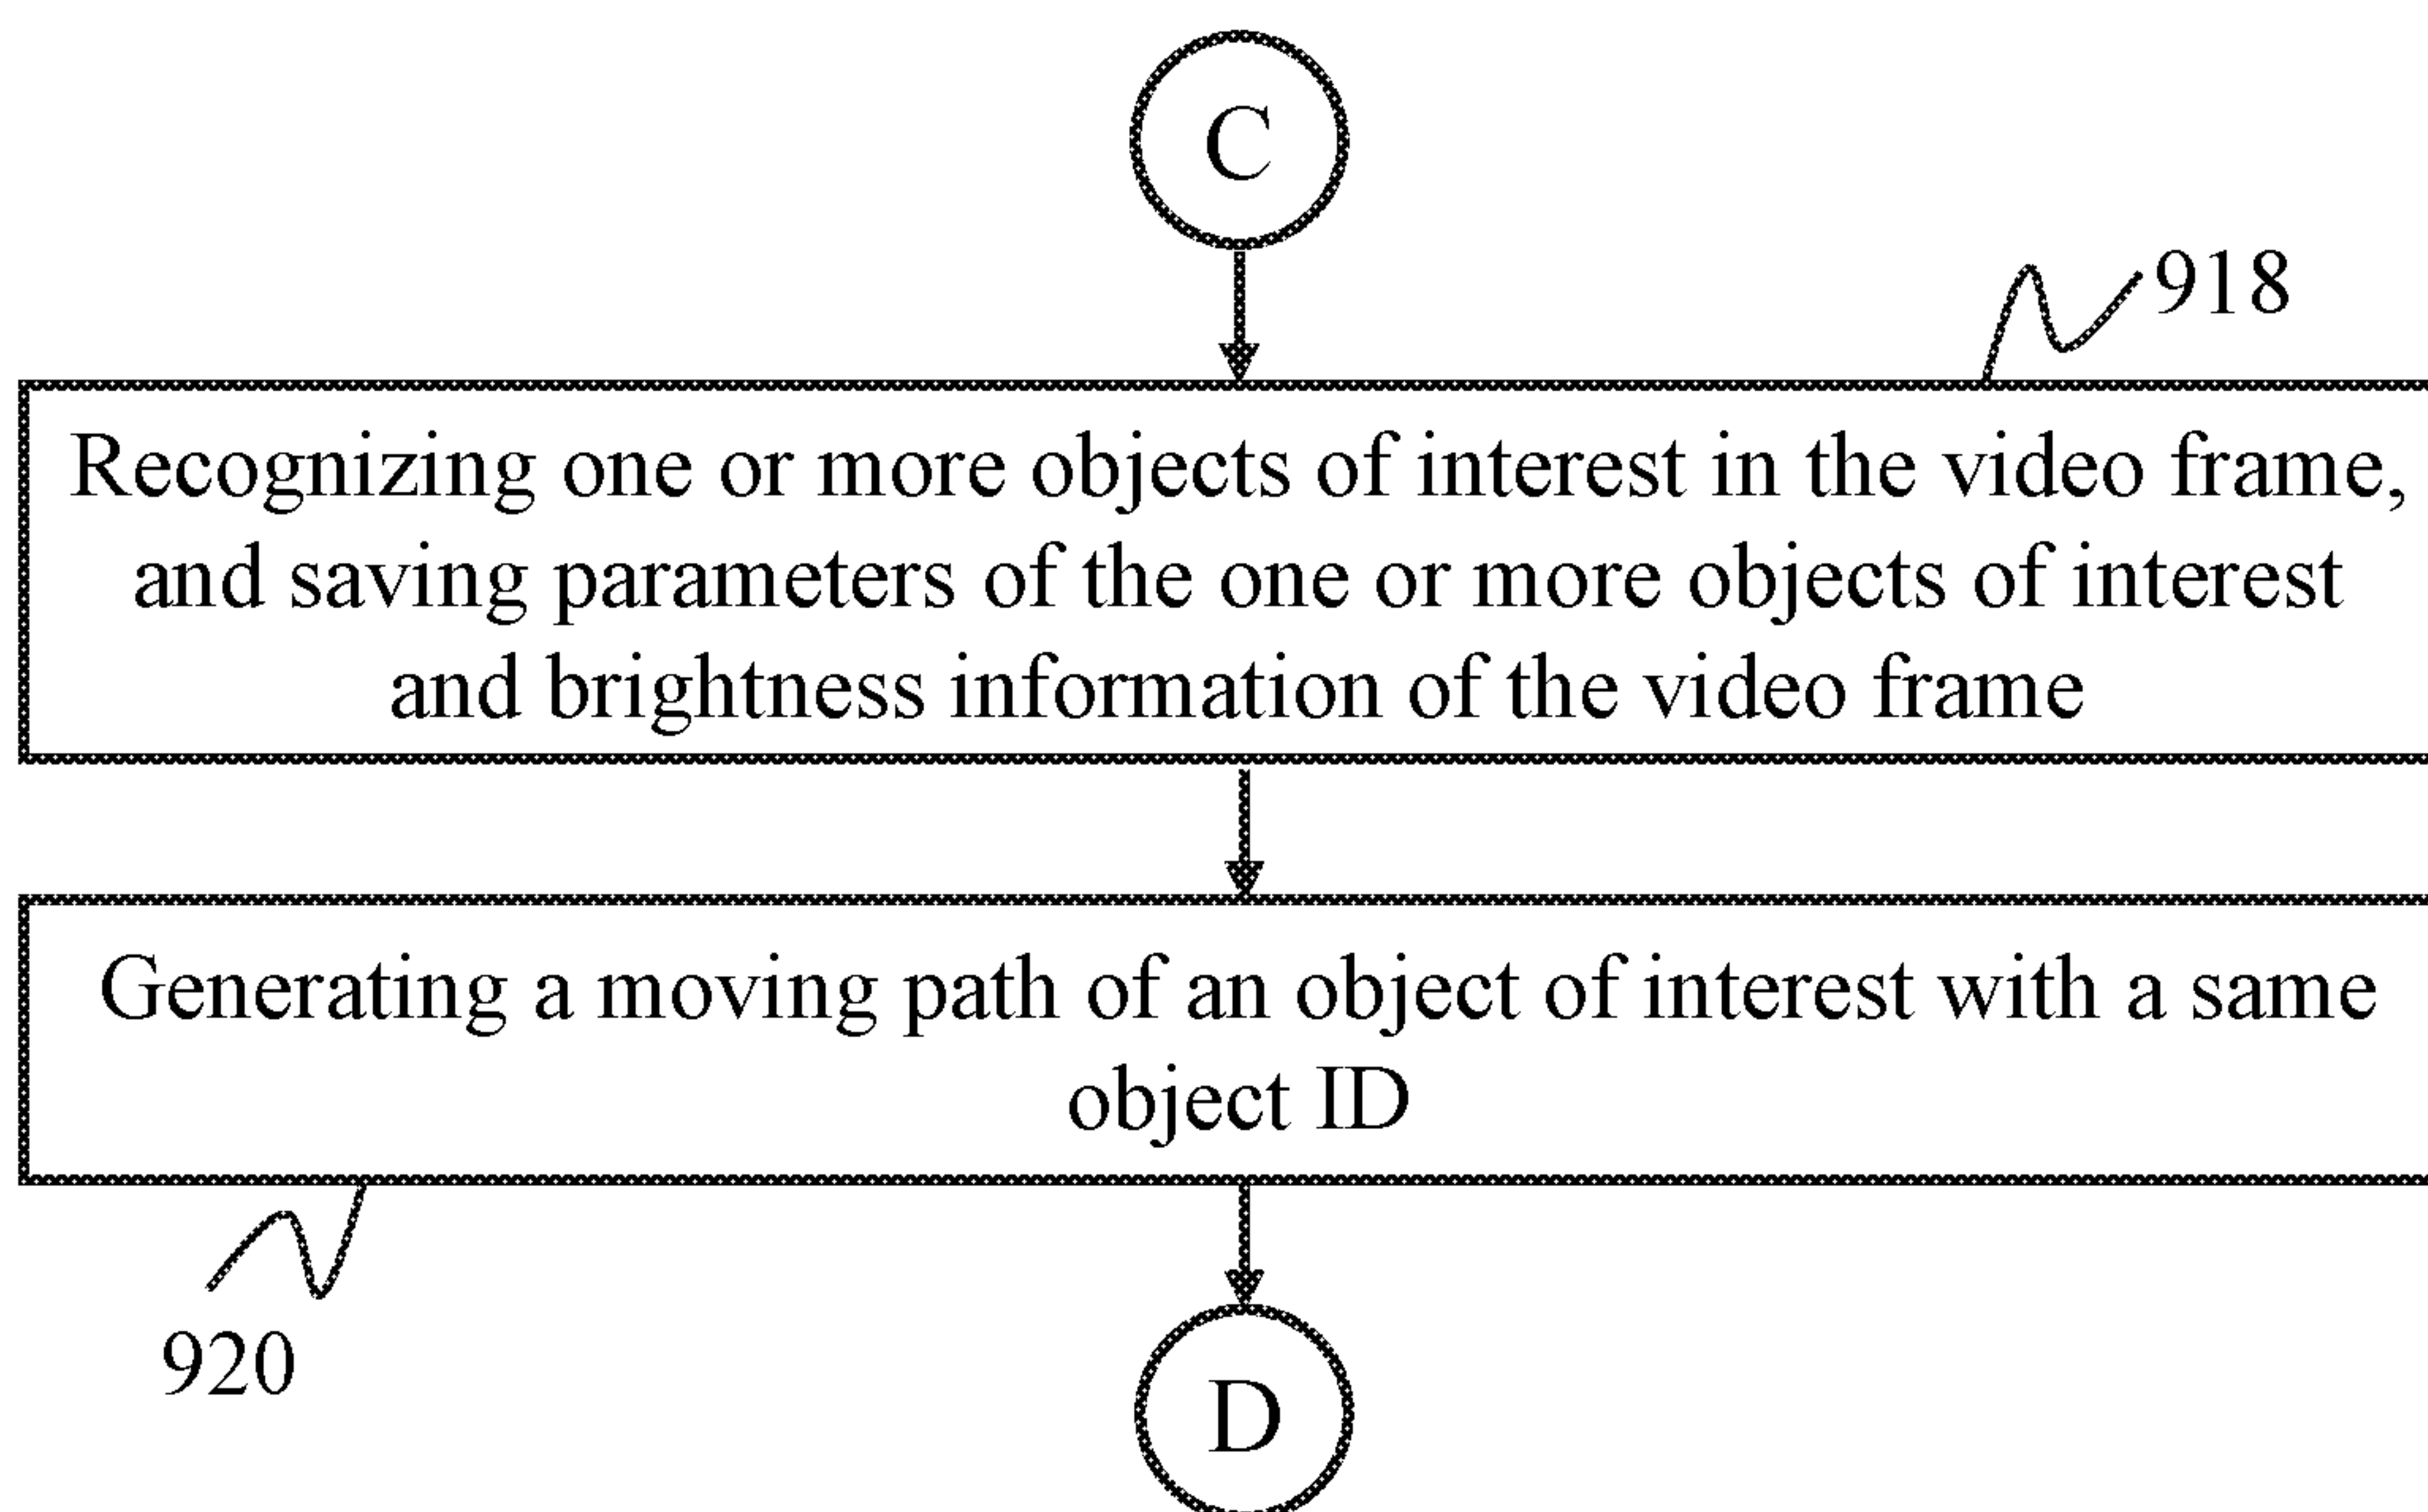 C
918
Recognizing one or more objects of interest in the video frame,
and saving parameters of the one or more objects of interest
and brightness information of the video frame
Generating a moving path of an object of interest with a same
object ID
920
D